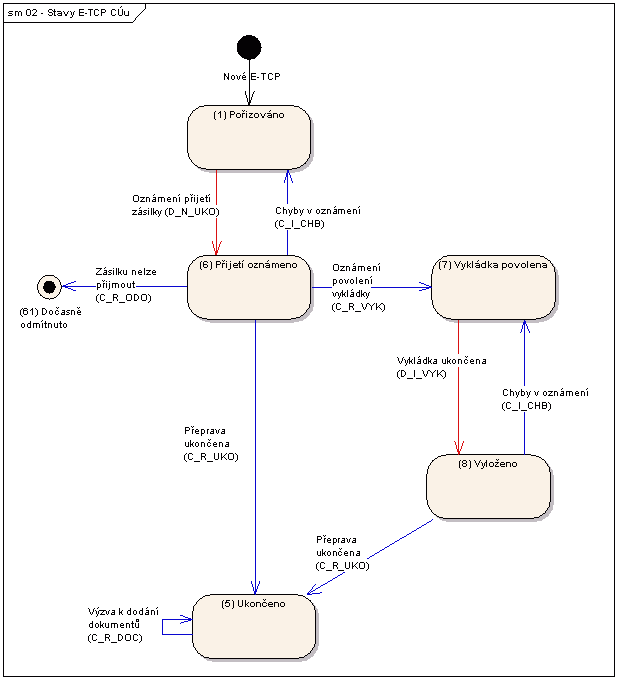 sm 02 - Stavy E-TCP CÚu
Nové E-TCP
(1) Pořizováno
Oznámení přijetí
zásilky (D_N_UKO)
Chyby v oznámení
(C_I_CHB)
(6) Přijetí oznámeno
(7) Vykládka povolena
Zásilku nelze
přijmout
(C_R_ODO)
Oznámení
povolení
vykládky
(C_R_VYK)
(61) Dočasně
odmítnuto
Vykládka ukončena
(D_I_VYK)
Chyby v oznámení
(C_I_CHB)
Přeprava
ukončena
(C_R_UKO)
(8) Vyloženo
Přeprava
ukončena
(C_R_UKO)
(5) Ukončeno
Výzva k dodání
dokumentů
(C_R_DOC)